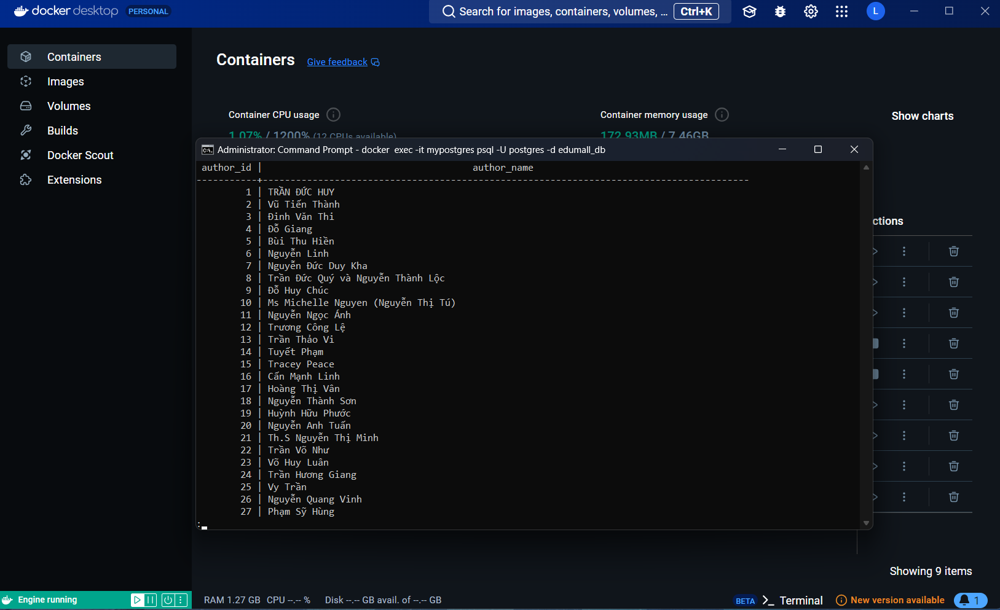 docker desktop PERSONAL
Search for images, containers, volumes, ... Ctrl+K
L
Containers
Images
Volumes
Builds
Docker Scout
Extensions
Containers Give feedback
Container CPU usage
1.07% / 1200% (12 CPUs available)
Container memory usage
172.93MB / 7.46GB
Show charts
Administrator: Command Prompt - docker  exec -it mypostgres psql -U postgres -d edumall_db
author_id | author_name
-----------+----------------------------------------------------------------------------------------
1 | TRẦN ĐỨC HUY
2 | Vũ Tiến Thành
3 | Đinh Văn Thi
4 | Đỗ Giang
5 | Bùi Thu Hiền
6 | Nguyễn Linh
7 | Nguyễn Đức Duy Kha
8 | Trần Đức Quý và Nguyễn Thành Lộc
9 | Đỗ Huy Chúc
10 | Ms Michelle Nguyen (Nguyễn Thị Tú)
11 | Nguyễn Ngọc Ánh
12 | Trương Công Lệ
13 | Trần Thảo Vi
14 | Tuyết Phạm
15 | Tracey Peace
16 | Cấn Mạnh Linh
17 | Hoàng Thị Vân
18 | Nguyễn Thành Sơn
19 | Huỳnh Hữu Phước
20 | Nguyễn Anh Tuấn
21 | Th.S Nguyễn Thị Minh
22 | Trần Võ Như
23 | Võ Huy Luân
24 | Trần Hương Giang
25 | Vy Trần
26 | Nguyễn Quang Vinh
27 | Phạm Sỹ Hùng
:
ctions
Showing 9 items
Engine running
RAM 1.27 GB CPU --.-- % Disk --.-- GB avail. of --.-- GB
BETA Terminal
New version available
1